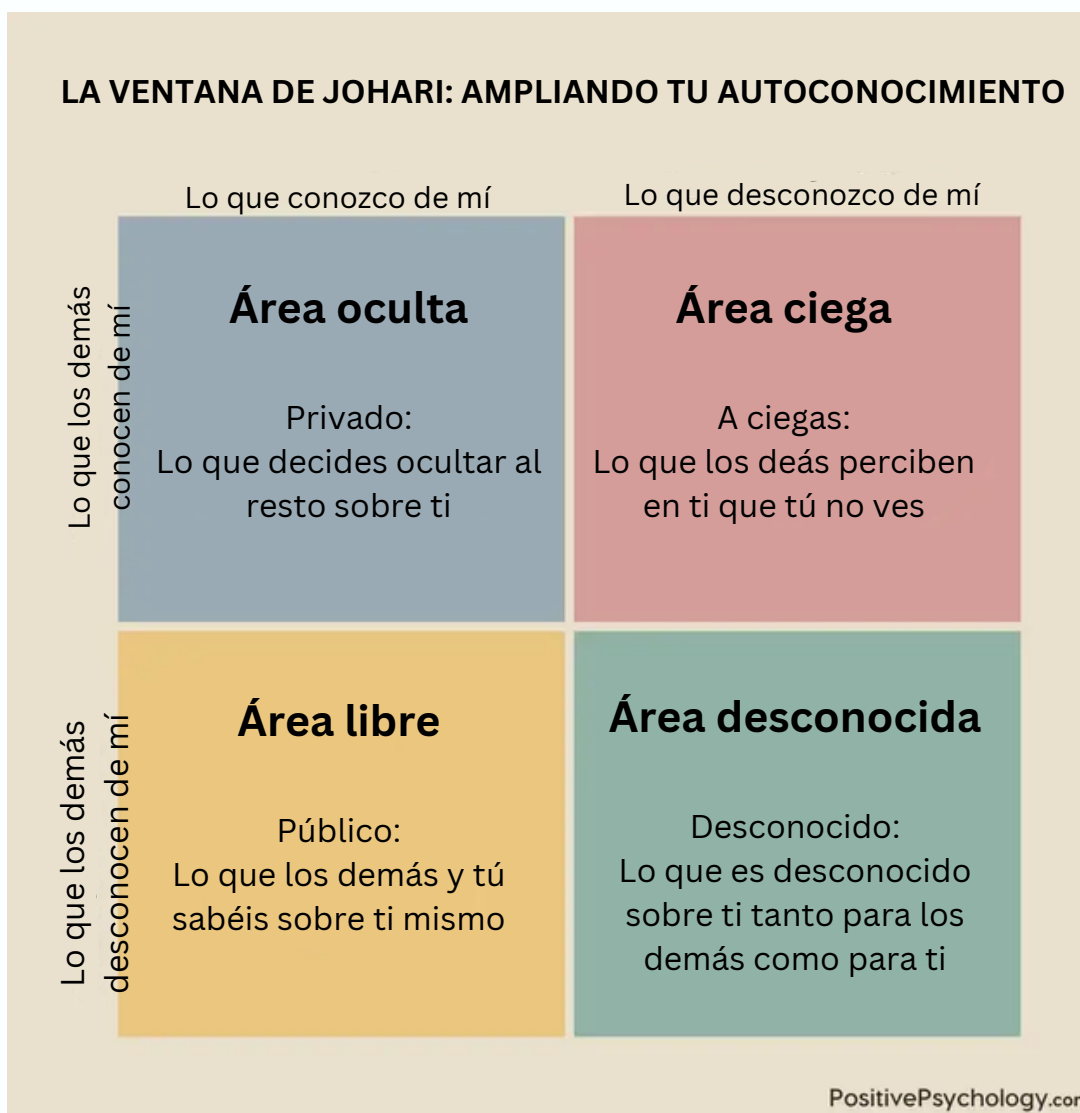 LA VENTANA DE JOHARI: AMPLIANDO TU AUTOCONOCIMIENTO
Lo que conozco de mí
Lo que desconozco de mí
Lo que los demás
conocen de mí
Área oculta
Privado:
Lo que decides ocultar al
resto sobre ti
Área ciega
A ciegas:
Lo que los deás perciben
en ti que tú no ves
Lo que los demás
desconocen de mí
Área libre
Público:
Lo que los demás y tú
sabéis sobre ti mismo
Área desconocida
Desconocido:
Lo que es desconocido
sobre ti tanto para los
demás como para ti
PositivePsychology.com